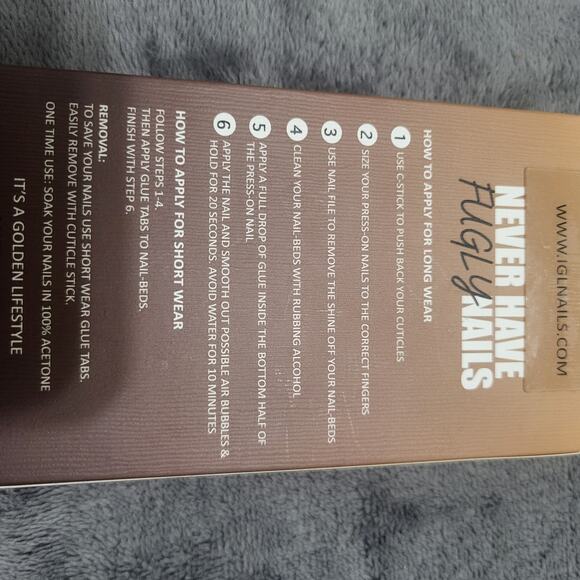 WWW.IGLNAILS.COM
NEVER HAVE
FUGLY NAILS
HOW TO APPLY FOR LONG WEAR
1 USE C-STICK TO PUSH BACK YOUR CUTICLES
2 SIZE YOUR PRESS-ON NAILS TO THE CORRECT FINGERS
3 USE NAIL FILE TO REMOVE THE SHINE OFF YOUR NAIL-BEDS
4 CLEAN YOUR NAIL-BEDS WITH RUBBING ALCOHOL
5 APPLY A FULL DROP OF GLUE INSIDE THE BOTTOM HALF OF
THE PRESS-ON NAIL
6 APPLY THE NAIL AND SMOOTH OUT POSSIBLE AIR BUBBLES &
HOLD FOR 20 SECONDS. AVOID WATER FOR 10 MINUTES
HOW TO APPLY FOR SHORT WEAR
FOLLOW STEPS 1-4.
THEN APPLY GLUE TABS TO NAIL-BEDS.
FINISH WITH STEP 6.
REMOVAL:
TO SAVE YOUR NAILS USE SHORT WEAR GLUE TABS.
EASILY REMOVE WITH CUTICLE STICK.
ONE TIME USE: SOAK YOUR NAILS IN 100% ACETONE
IT'S A GOLDEN LIFESTYLE